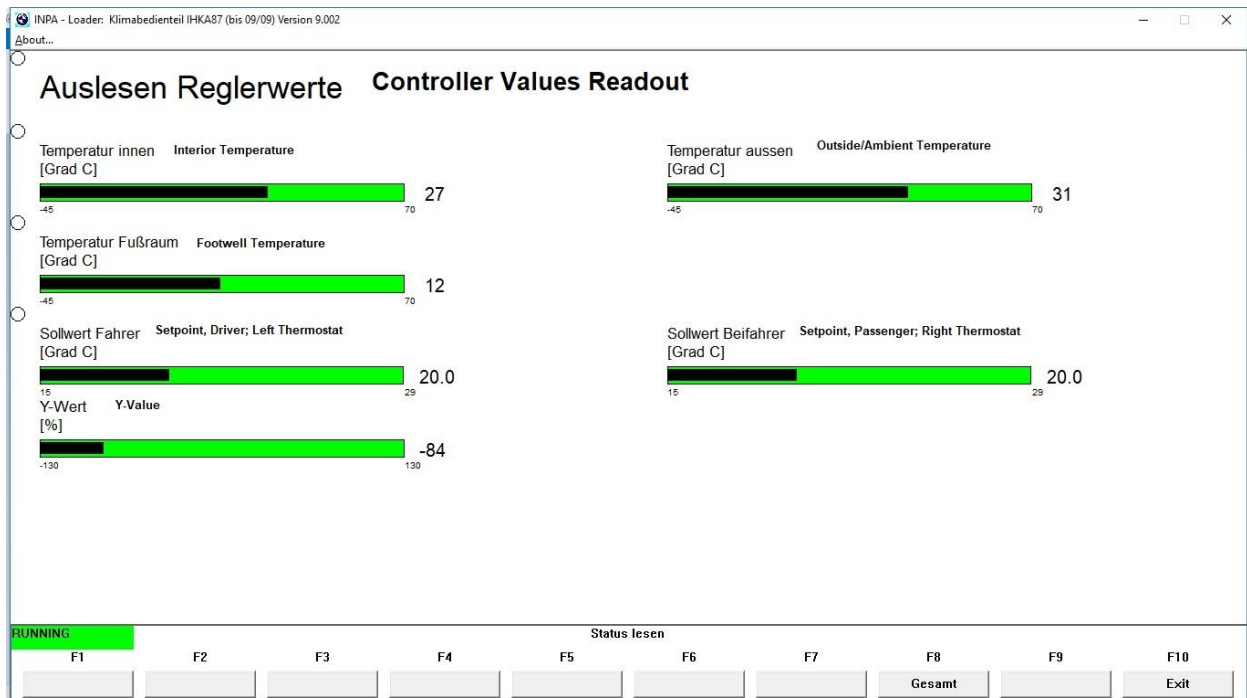 INPA - Loader: Klimabedienteil IHKA87 (bis 09/09) Version 9.002
About...
Auslesen Reglerwerte Controller Values Readout
Temperatur innen Interior Temperature
[Grad C]
27
-45 70
Temperatur aussen Outside/Ambient Temperature
[Grad C]
31
-45 70
Temperatur Fußraum Footwell Temperature
[Grad C]
12
-45 70
Sollwert Fahrer Setpoint, Driver; Left Thermostat
[Grad C]
20.0
15 29
Sollwert Beifahrer Setpoint, Passenger; Right Thermostat
[Grad C]
20.0
15 29
Y-Wert Y-Value
[%]
-84
-130 130
RUNNING Status lesen
F1 F2 F3 F4 F5 F6 F7 F8 F9 F10
Gesamt Exit